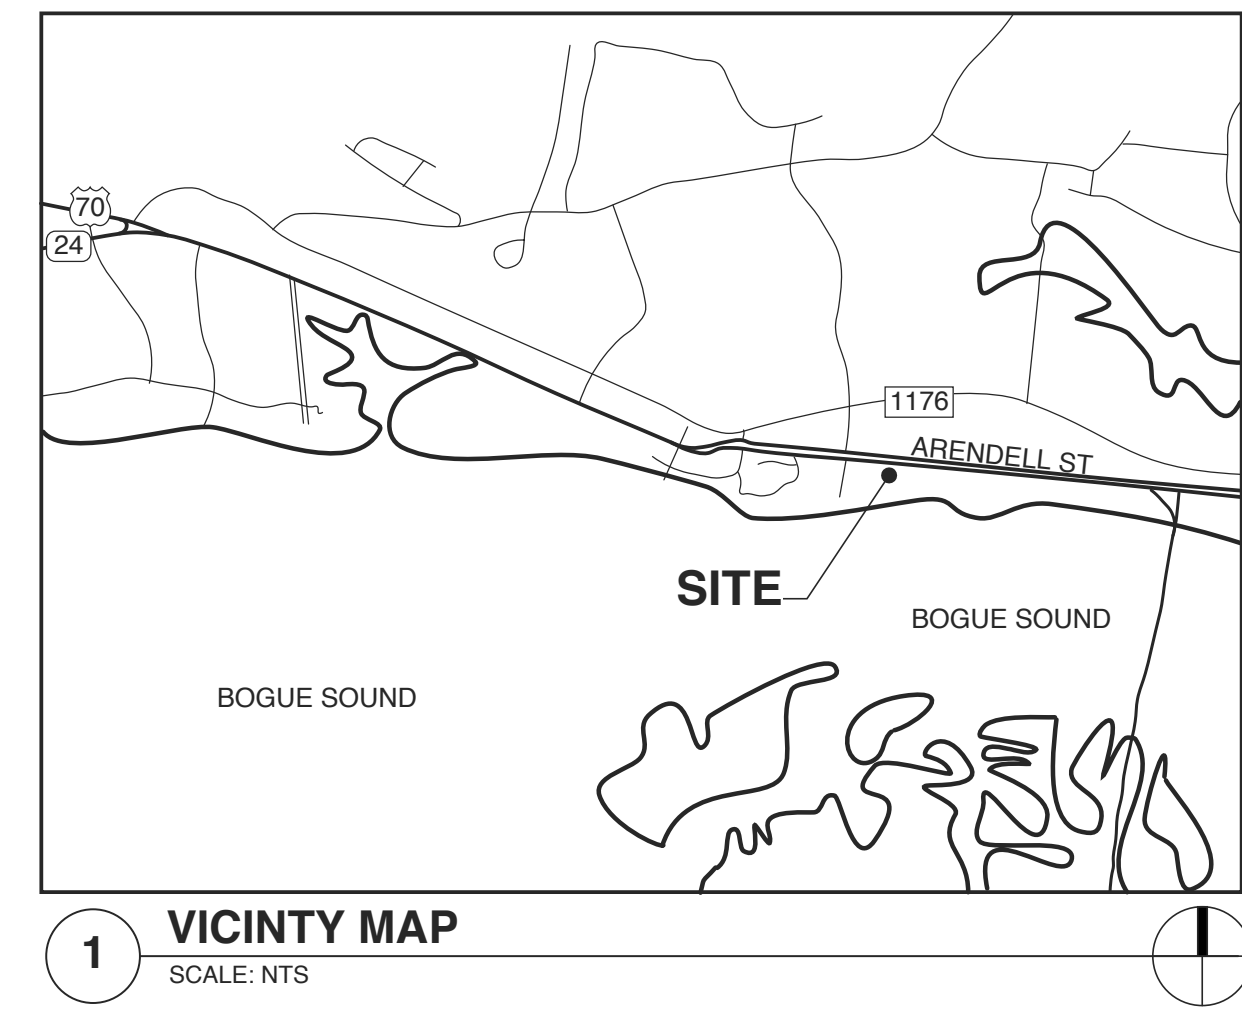 70
24
1176
ARENDELL ST
SITE
BOGUE SOUND
BOGUE SOUND
1
VICINTY MAP
SCALE: NTS